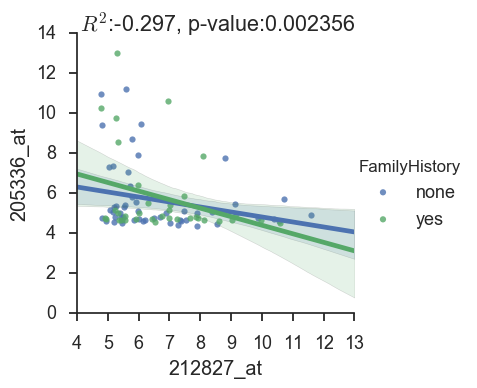 R²:-0.297, p-value:0.002356
14
12
10
8
6
4
2
0
205336_at
4 5 6 7 8 9 10 11 12 13
212827_at
FamilyHistory
none
yes